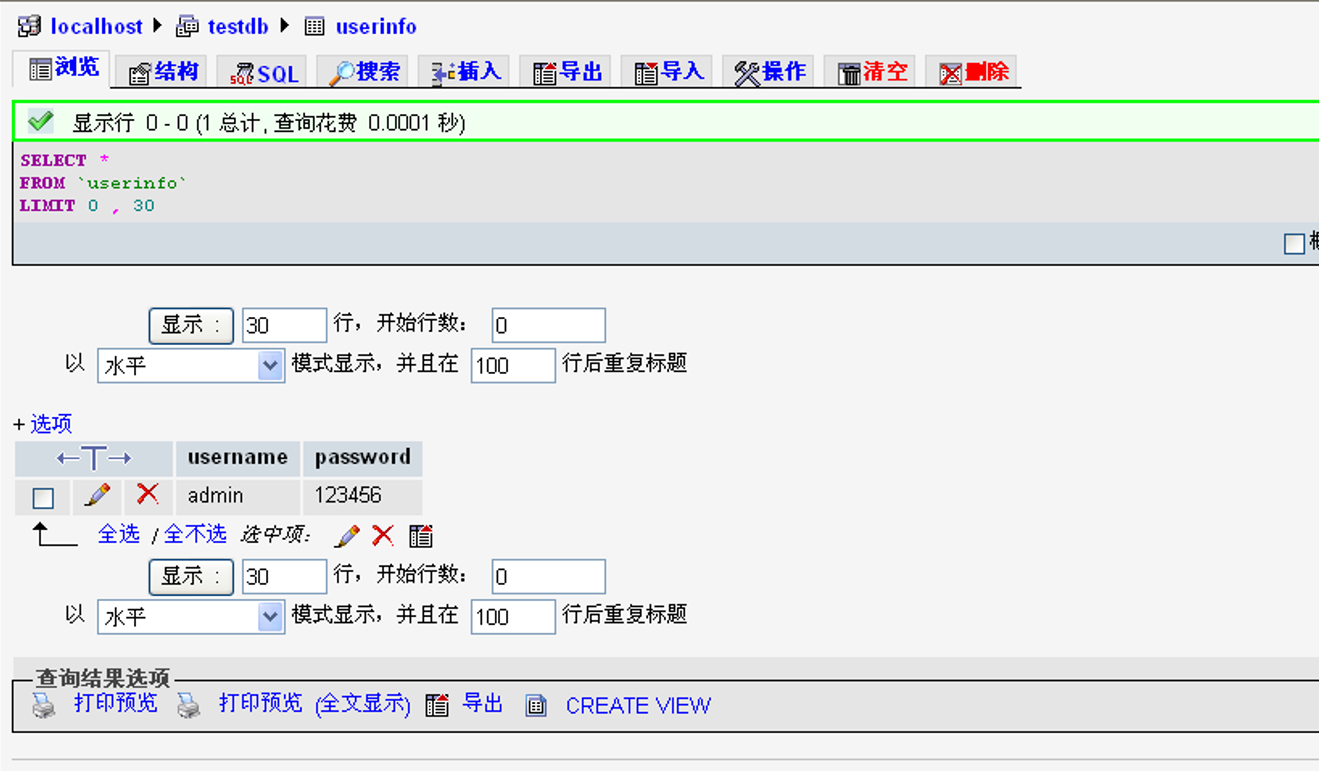 localhost ▸ testdb ▸ userinfo
浏览 结构 SQL 搜索 插入 导出 导入 操作 清空 删除
显示行 0 - 0 (1 总计, 查询花费 0.0001 秒)
SELECT *
FROM `userinfo`
LIMIT 0 , 30
显示 : 30 行，开始行数： 0
以 水平 模式显示，并且在 100 行后重复标题
+ 选项
←T→ username password
admin 123456
全选 / 全不选 选中项:
显示 : 30 行，开始行数： 0
以 水平 模式显示，并且在 100 行后重复标题
查询结果选项
打印预览 打印预览 (全文显示) 导出 CREATE VIEW